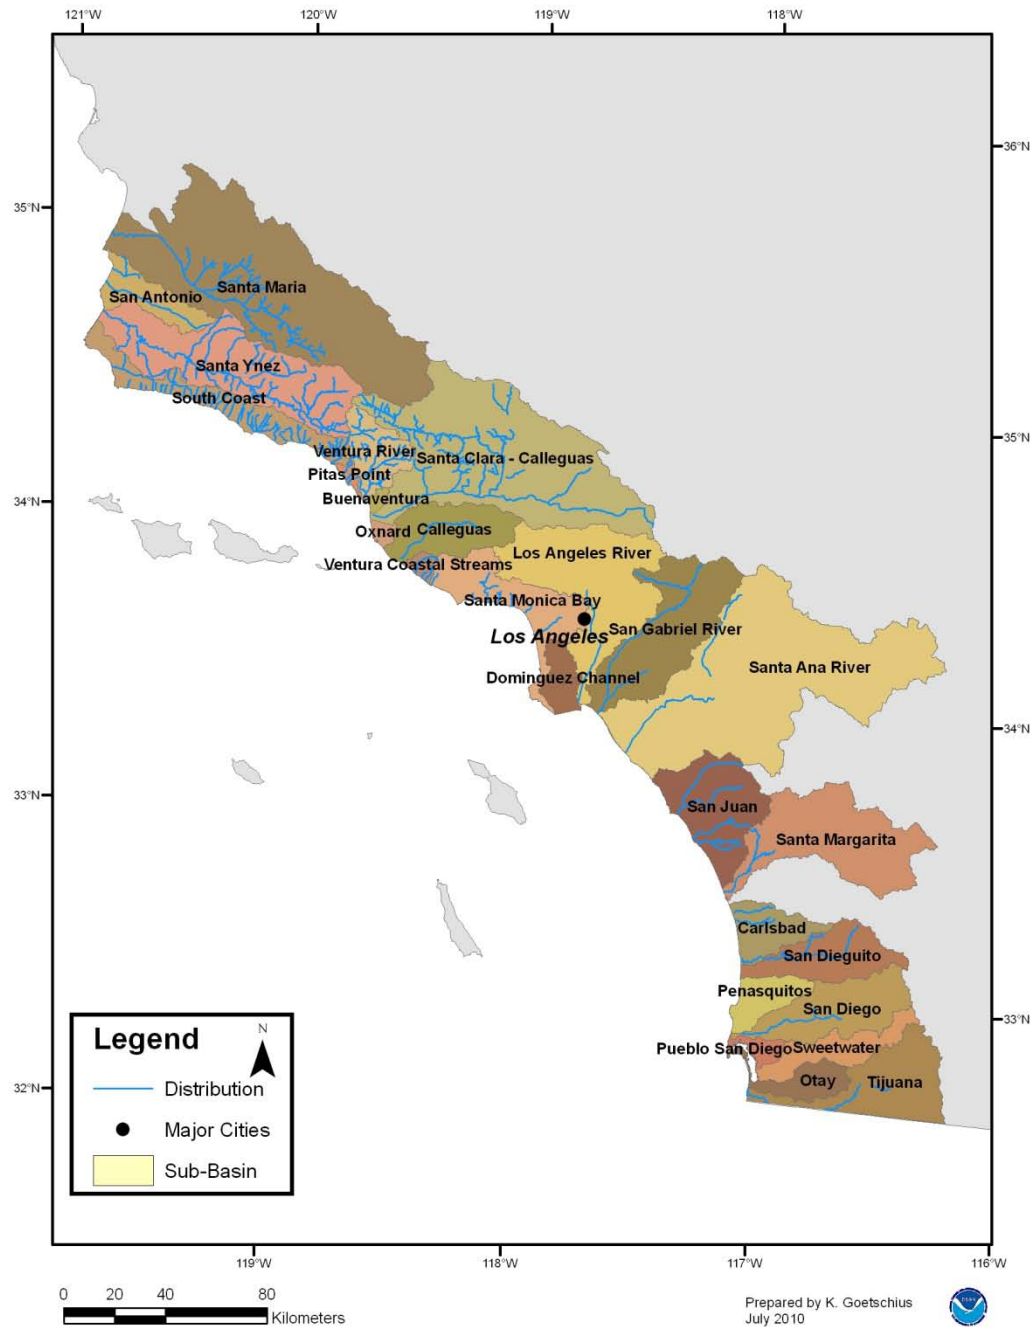 121°W 120°W 119°W 118°W
36°N
35°N
35°N
34°N
34°N
33°N
33°N
32°N
Santa Maria
San Antonio
Santa Ynez
South Coast
Ventura River
Santa Clara - Calleguas
Pitas Point
Buenaventura
Oxnard
Calleguas
Los Angeles River
Ventura Coastal Streams
Santa Monica Bay
Los Angeles
San Gabriel River
Santa Ana River
Dominguez Channel
San Juan
Santa Margarita
Carlsbad
San Dieguito
Penasquitos
San Diego
Pueblo San Diego
Sweetwater
Otay
Tijuana
Legend
N
Distribution
Major Cities
Sub-Basin
119°W 118°W 117°W 116°W
0 20 40 80
Kilometers
Prepared by K. Goetschius
July 2010